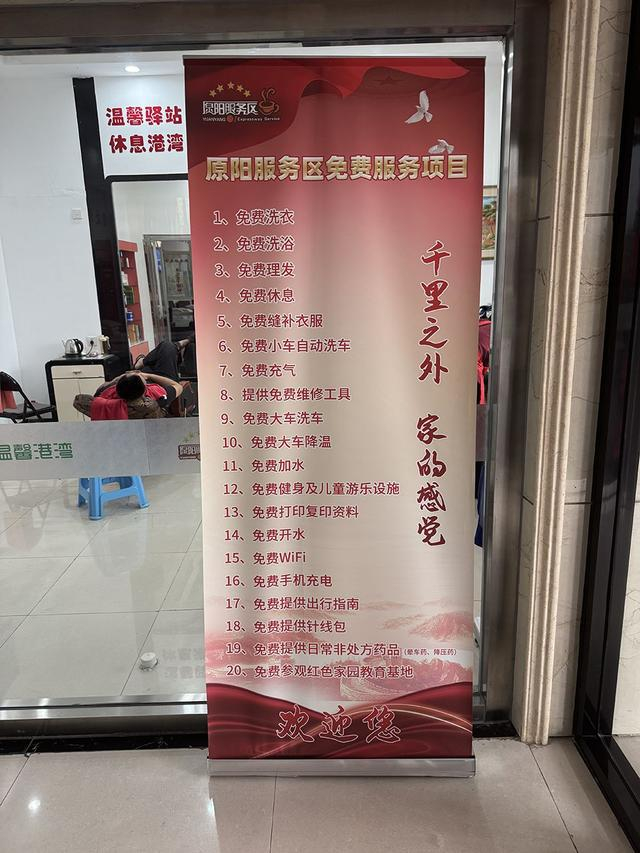 温馨驿站
休息港湾
原阳服务区
YUANYANG Expressway Service
原阳服务区免费服务项目
1、免费洗衣
2、免费洗浴
3、免费理发
4、免费休息
5、免费缝补衣服
6、免费小车自动洗车
7、免费充气
8、提供免费维修工具
9、免费大车洗车
10、免费大车降温
11、免费加水
12、免费健身及儿童游乐设施
13、免费打印复印资料
14、免费开水
15、免费WiFi
16、免费手机充电
17、免费提供出行指南
18、免费提供针线包
19、免费提供日常非处方药品（晕车药、降压药）
20、免费参观红色家园教育基地
千里之外 家的感觉
欢迎您
温馨港湾